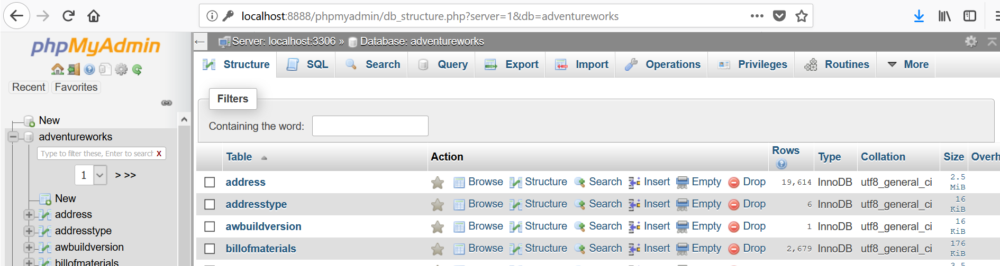 localhost:8888/phpmyadmin/db_structure.php?server=1&db=adventureworks
phpMyAdmin
Recent Favorites
New
adventureworks
Type to filter these, Enter to search X
1 > >>
New
address
addresstype
awbuildversion
billofmaterials
Server: localhost:3306 » Database: adventureworks
Structure SQL Search Query Export Import Operations Privileges Routines More
Filters
Containing the word:
Table Action Rows Type Collation Size Overh
address Browse Structure Search Insert Empty Drop 19,614 InnoDB utf8_general_ci 2.5 MiB
addresstype Browse Structure Search Insert Empty Drop 6 InnoDB utf8_general_ci 16 KiB
awbuildversion Browse Structure Search Insert Empty Drop 1 InnoDB utf8_general_ci 16 KiB
billofmaterials Browse Structure Search Insert Empty Drop 2,679 InnoDB utf8_general_ci 176 KiB
3.5